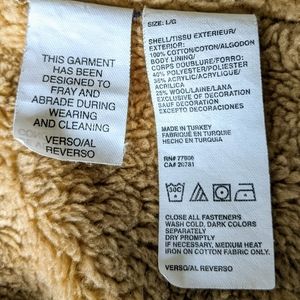 THIS GARMENT
HAS BEEN
DESIGNED TO
FRAY AND
ABRADE DURING
WEARING
AND CLEANING
VERSO/AL
REVERSO
SIZE: L/G
SHELL/TISSU EXTERIEUR/
EXTERIOR:
100% COTTON/COTON/ALGODON
BODY LINING/
CORPS DOUBLURE/FORRO:
40% POLYESTER/POLIESTER
35% ACRYLIC/ACRYLIQUE/
ACRILICA
25% WOOL/LAINE/LANA
EXCLUSIVE OF DECORATION
SAUF DECORATION
EXCEPTO DECORACIONES
MADE IN TURKEY
FABRIQUÉ EN TURQUIE
HECHO EN TURQUIA
RN# 77806
CA# 20781
30C
CLOSE ALL FASTENERS
WASH COLD, DARK COLORS
SEPARATELY
DRY PROMPTLY
IF NECESSARY, MEDIUM HEAT
IRON ON COTTON FABRIC ONLY.
VERSO/AL REVERSO